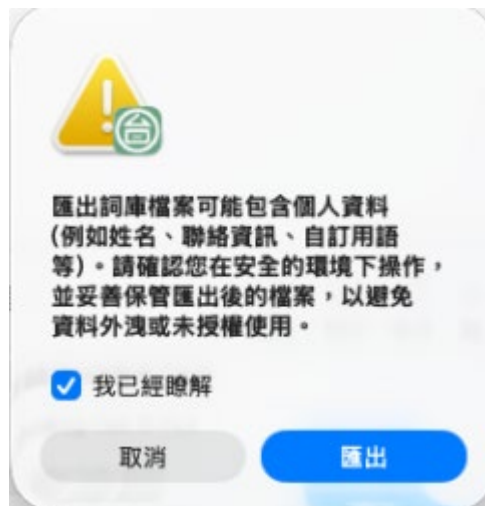 台
匯出詞庫檔案可能包含個人資料
(例如姓名、聯絡資訊、自訂用語
等)。請確認您在安全的環境下操作，
並妥善保管匯出後的檔案，以避免
資料外洩或未授權使用。
我已經瞭解
取消
匯出